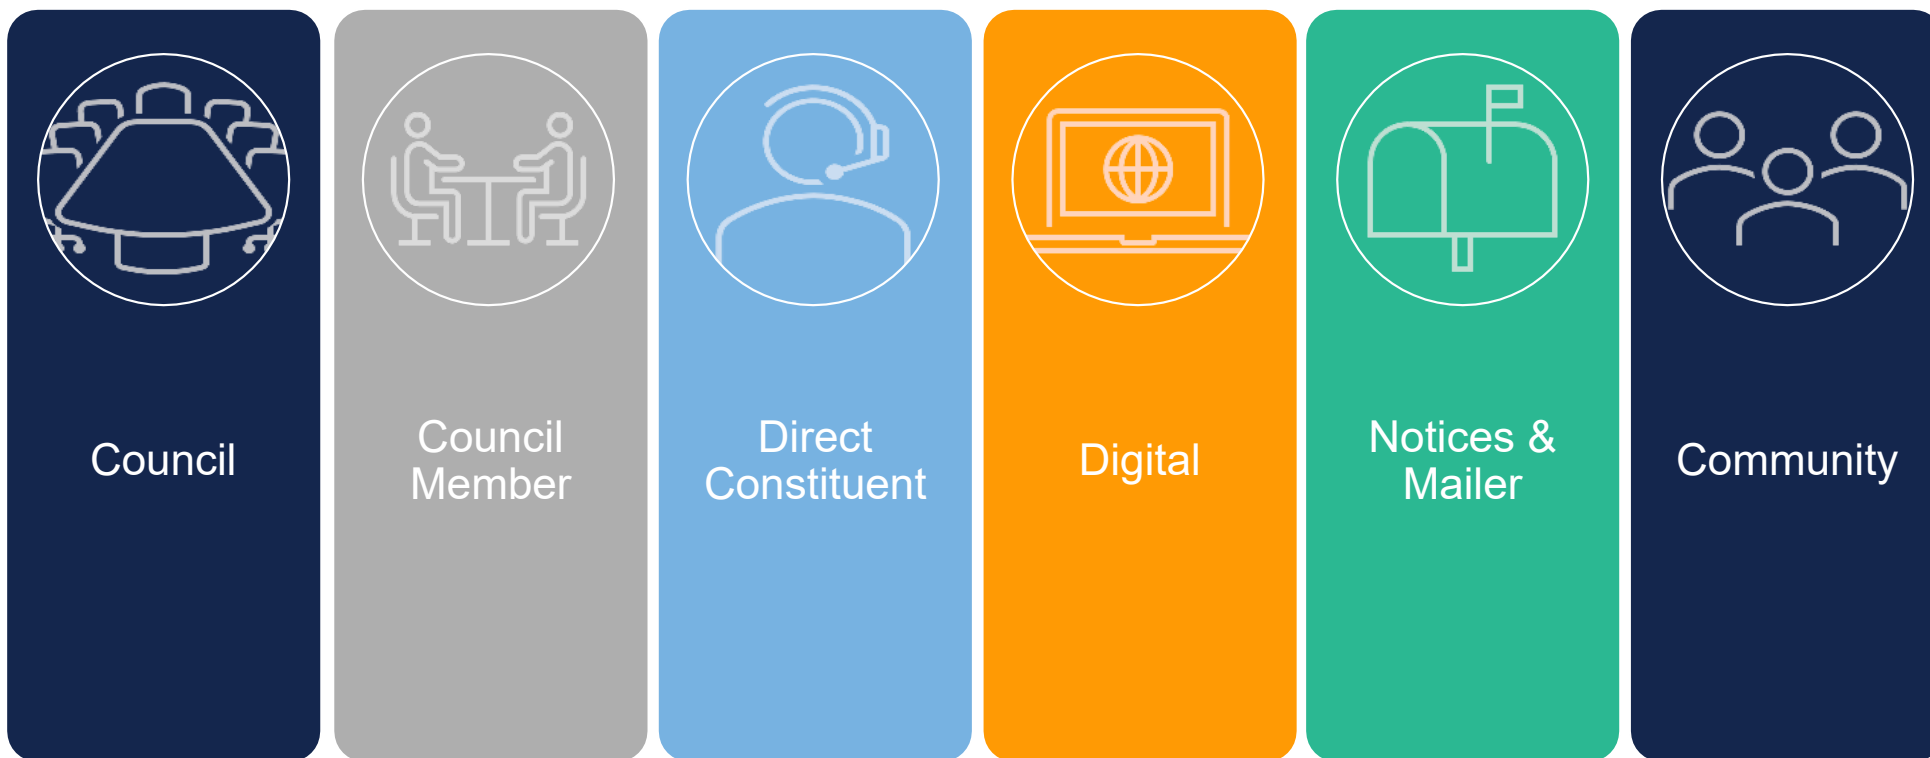 Council
Council
Member
Direct
Constituent
Digital
Notices &
Mailer
Community